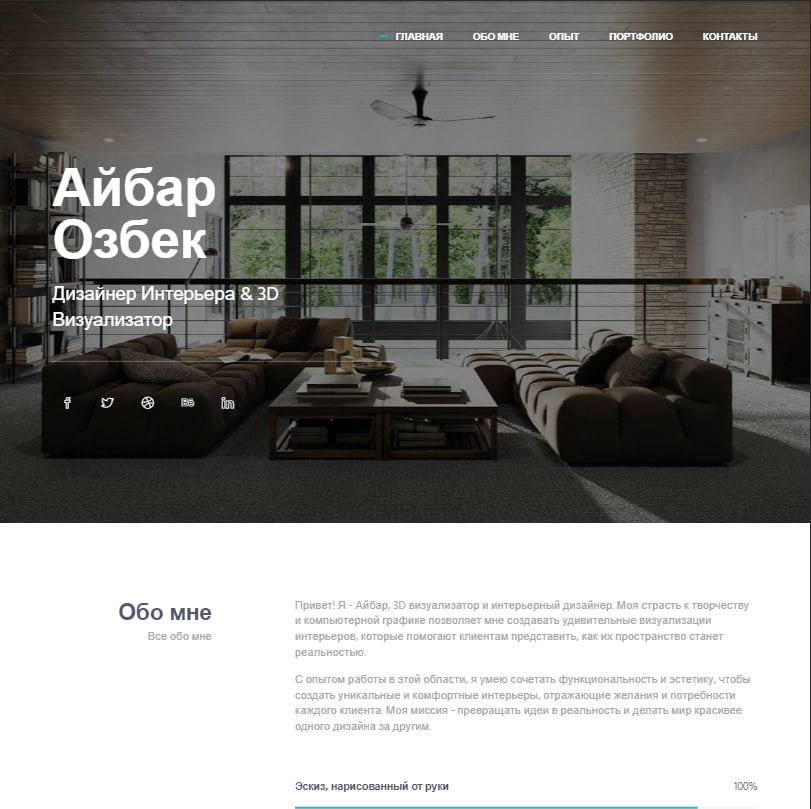 ГЛАВНАЯ ОБО МНЕ ОПЫТ ПОРТФОЛИО КОНТАКТЫ
Айбар
Озбек
Дизайнер Интерьера & 3D
Визуализатор
Обо мне
Все обо мне
Привет! Я - Айбар, 3D визуализатор и интерьерный дизайнер. Моя страсть к творчеству
и компьютерной графике позволяет мне создавать удивительные визуализации
интерьеров, которые помогают клиентам представить, как их пространство станет
реальностью.
С опытом работы в этой области, я умею сочетать функциональность и эстетику, чтобы
создать уникальные и комфортные интерьеры, отражающие желания и потребности
каждого клиента. Моя миссия - превращать идеи в реальность и делать мир красивее
одного дизайна за другим.
Эскиз, нарисованный от руки 100%